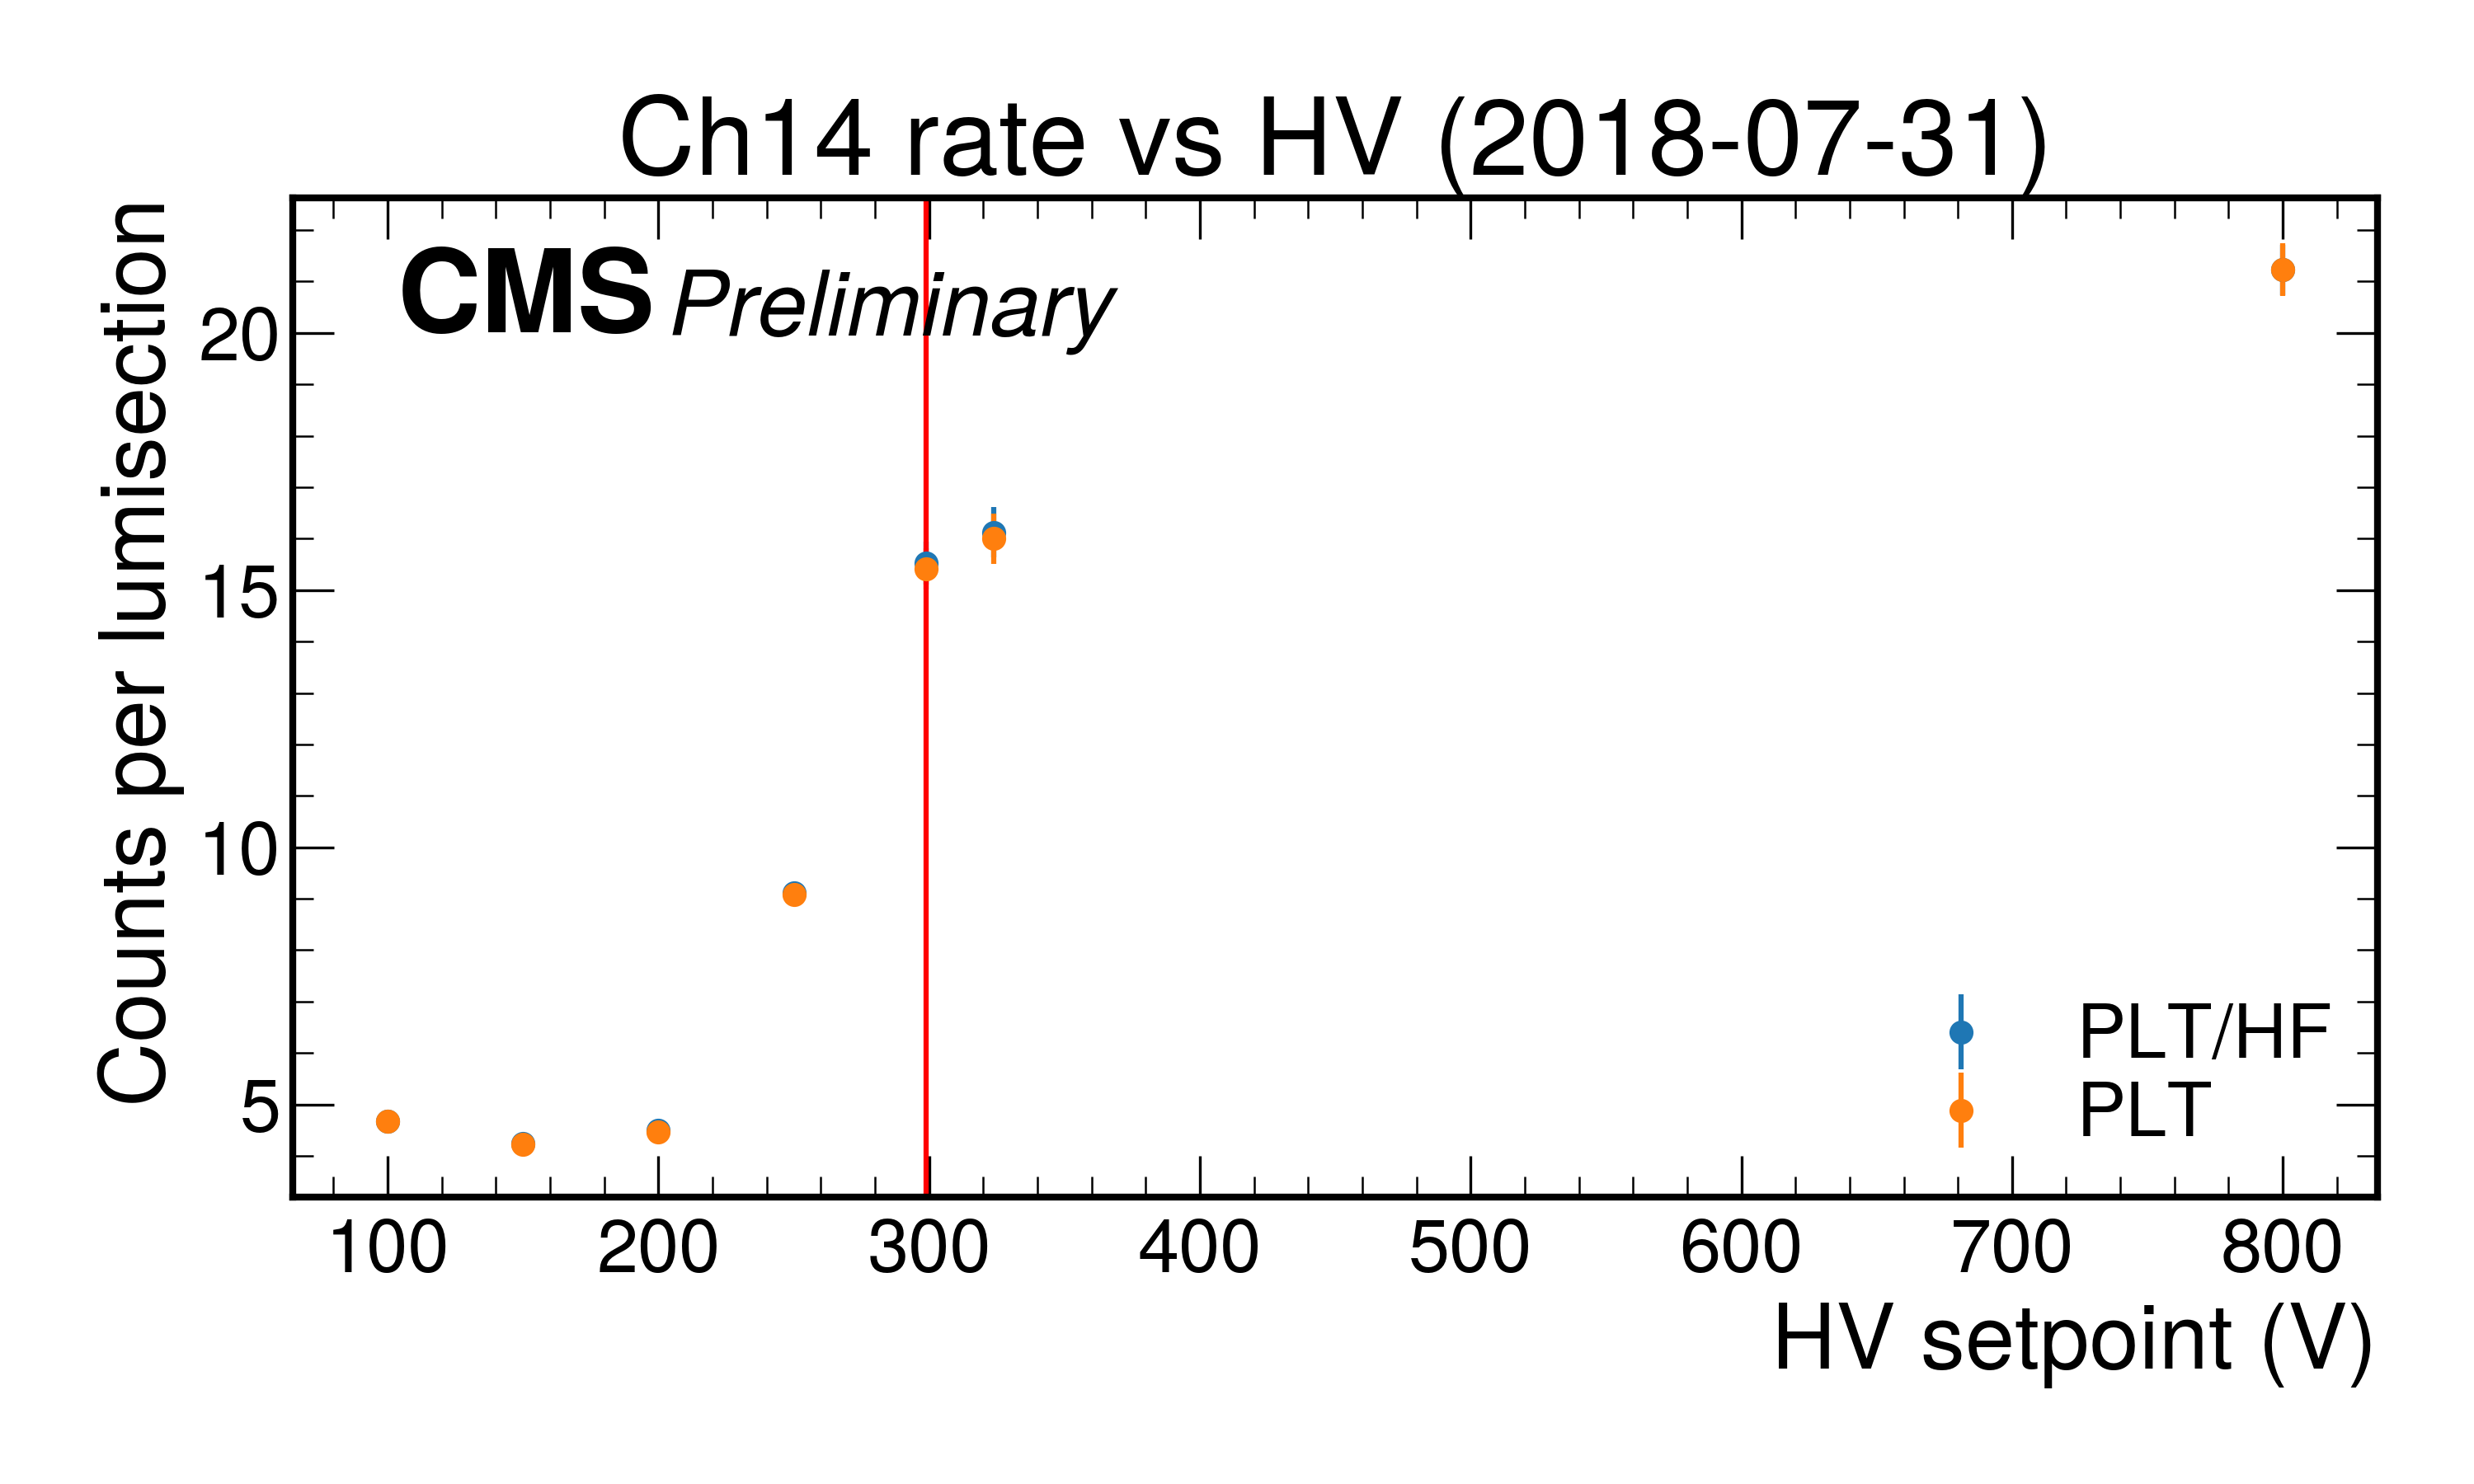 Ch14 rate vs HV (2018-07-31)
CMS Preliminary
Counts per lumisection
20
15
10
5
PLT/HF
PLT
100 200 300 400 500 600 700 800
HV setpoint (V)